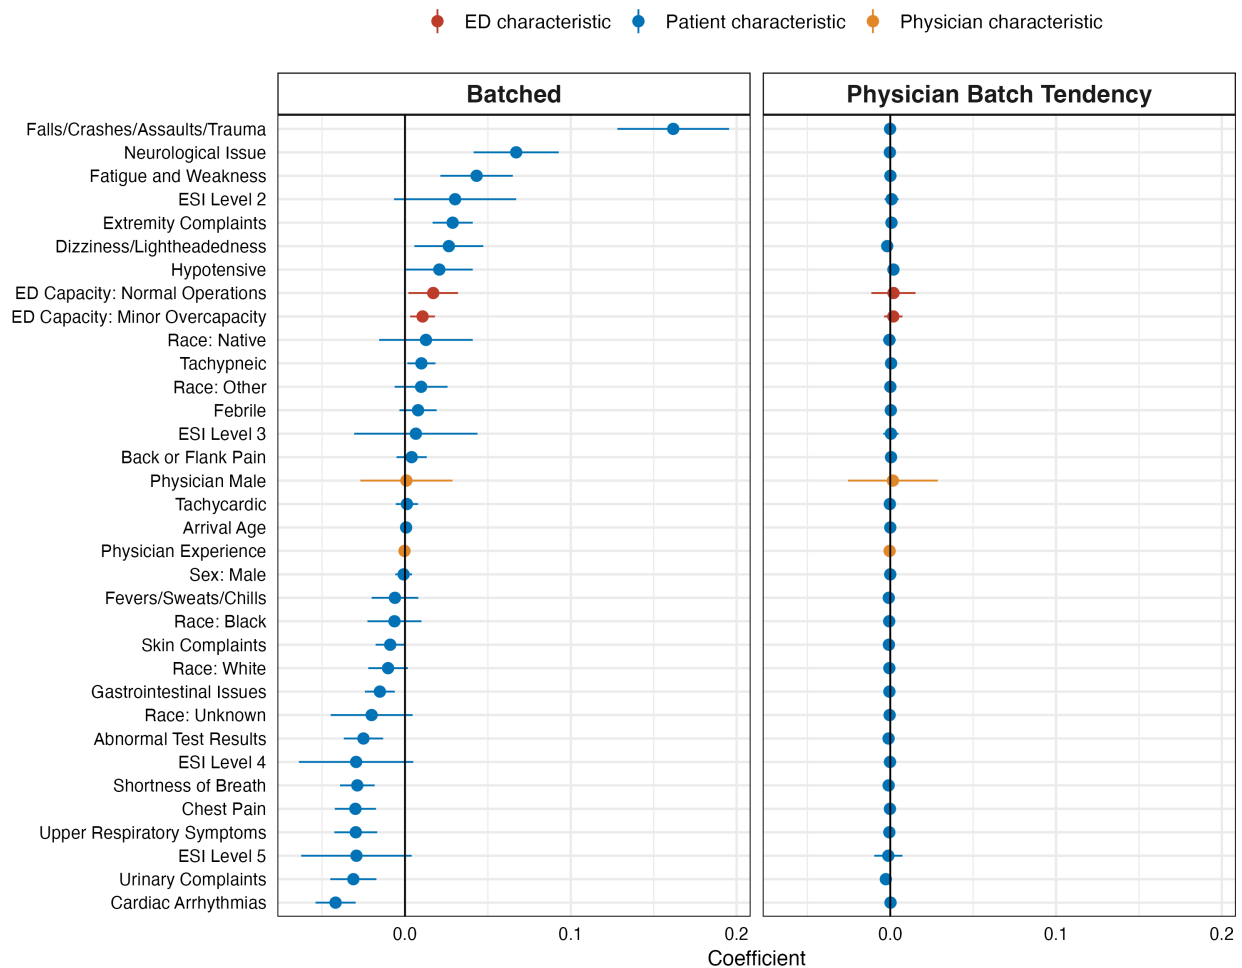 ED characteristic Patient characteristic Physician characteristic
Batched Physician Batch Tendency
Falls/Crashes/Assaults/Trauma
Neurological Issue
Fatigue and Weakness
ESI Level 2
Extremity Complaints
Dizziness/Lightheadedness
Hypotensive
ED Capacity: Normal Operations
ED Capacity: Minor Overcapacity
Race: Native
Tachypneic
Race: Other
Febrile
ESI Level 3
Back or Flank Pain
Physician Male
Tachycardic
Arrival Age
Physician Experience
Sex: Male
Fevers/Sweats/Chills
Race: Black
Skin Complaints
Race: White
Gastrointestinal Issues
Race: Unknown
Abnormal Test Results
ESI Level 4
Shortness of Breath
Chest Pain
Upper Respiratory Symptoms
ESI Level 5
Urinary Complaints
Cardiac Arrhythmias
0.0 0.1 0.2 0.0 0.1 0.2
Coefficient